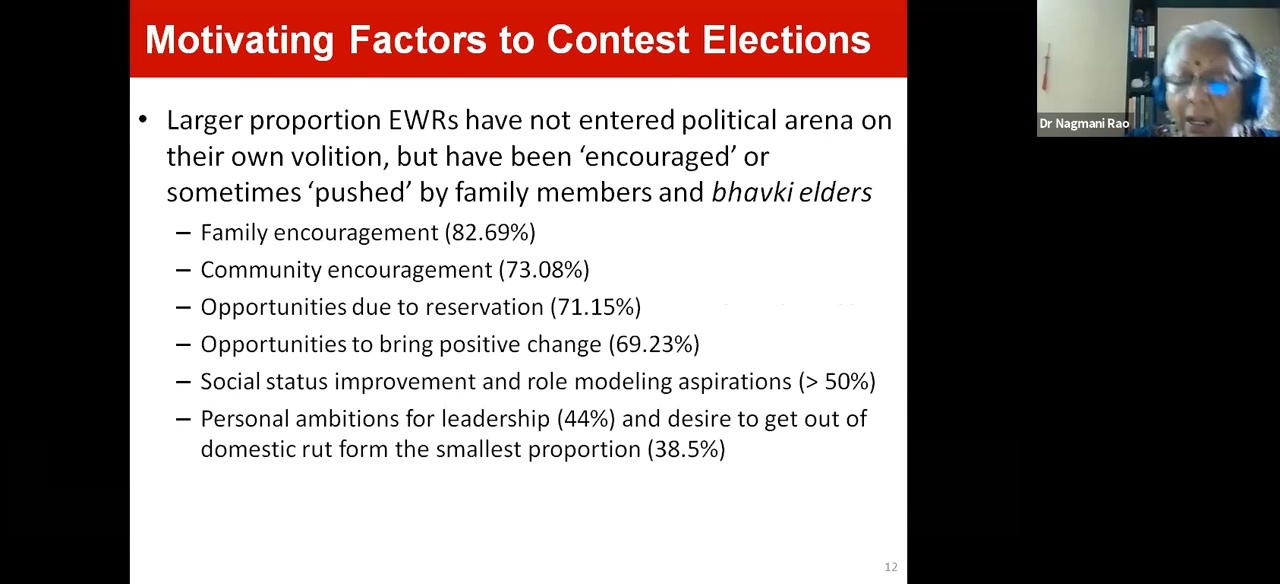 Motivating Factors to Contest Elections
• Larger proportion EWRs have not entered political arena on
their own volition, but have been ‘encouraged’ or
sometimes ‘pushed’ by family members and bhavki elders
– Family encouragement (82.69%)
– Community encouragement (73.08%)
– Opportunities due to reservation (71.15%)
– Opportunities to bring positive change (69.23%)
– Social status improvement and role modeling aspirations (> 50%)
– Personal ambitions for leadership (44%) and desire to get out of
domestic rut form the smallest proportion (38.5%)
12
Dr Nagmani Rao